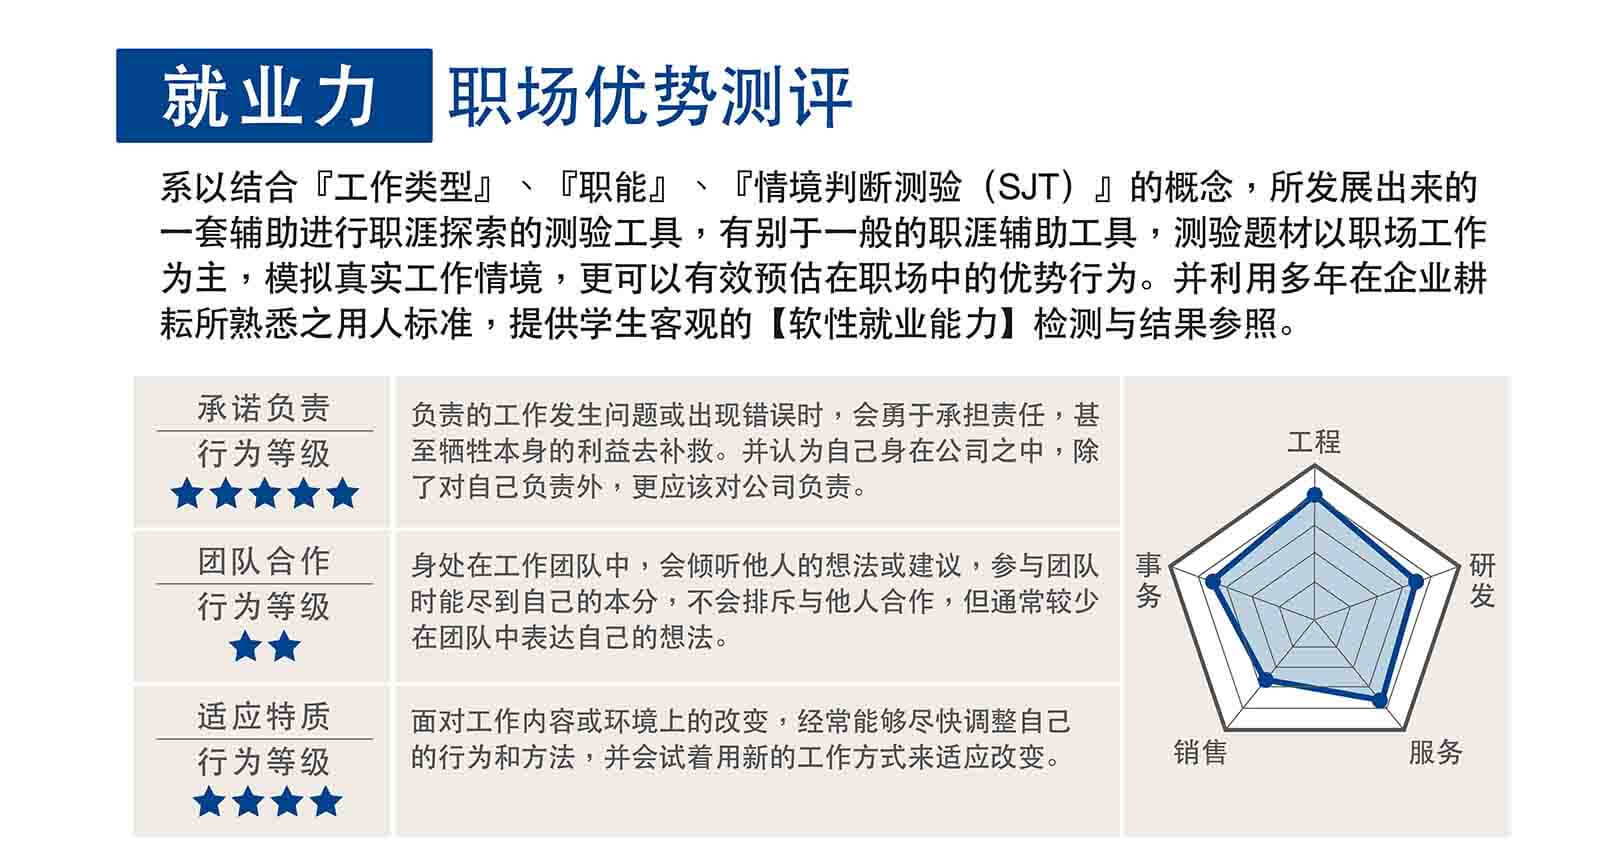 就业力 职场优势测评
系以结合『工作类型』、『职能』、『情境判断测验（SJT）』的概念，所发展出来的
一套辅助进行职涯探索的测验工具，有别于一般的职涯辅助工具，测验题材以职场工作
为主，模拟真实工作情境，更可以有效预估在职场中的优势行为。并利用多年在企业耕
耘所熟悉之用人标准，提供学生客观的【软性就业能力】检测与结果参照。
承诺负责
行为等级
负责的工作发生问题或出现错误时，会勇于承担责任，甚
至牺牲本身的利益去补救。并认为自己身在公司之中，除
了对自己负责外，更应该对公司负责。
团队合作
行为等级
身处在工作团队中，会倾听他人的想法或建议，参与团队
时能尽到自己的本分，不会排斥与他人合作，但通常较少
在团队中表达自己的想法。
适应特质
行为等级
面对工作内容或环境上的改变，经常能够尽快调整自己
的行为和方法，并会试着用新的工作方式来适应改变。
工程
事务
研发
销售
服务